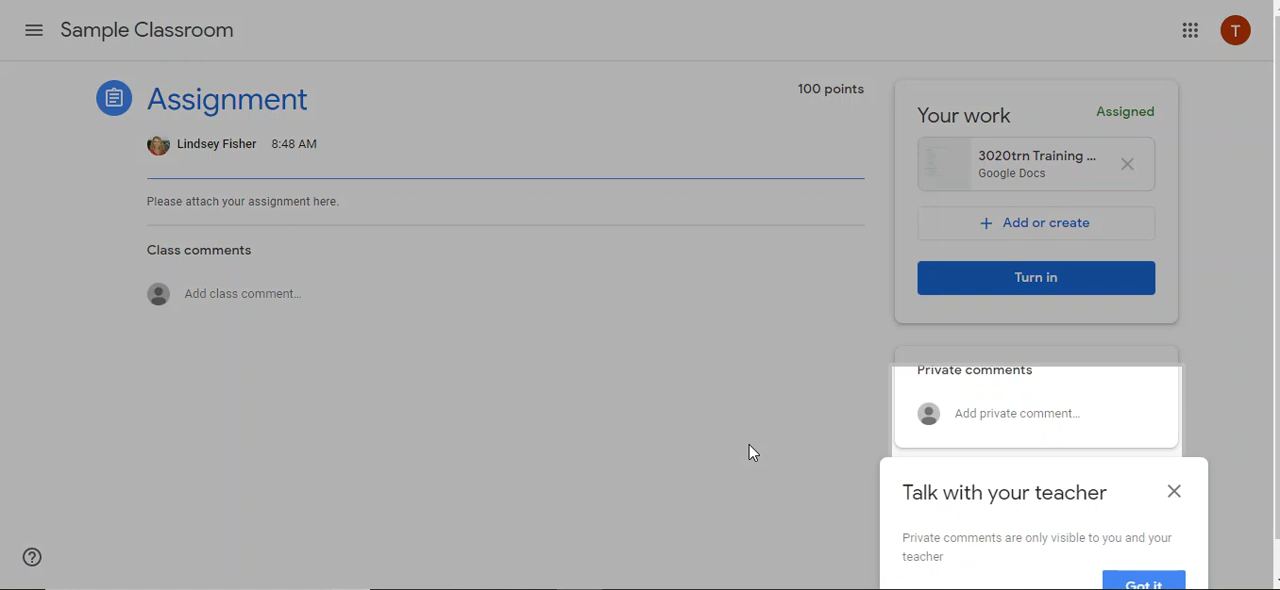 Sample Classroom
T
Assignment
100 points
Lindsey Fisher 8:48 AM
Please attach your assignment here.
Class comments
Add class comment...
Your work
Assigned
3020trn Training ...
Google Docs
+ Add or create
Turn in
Private comments
Add private comment...
Talk with your teacher
Private comments are only visible to you and your
teacher
Got it
?